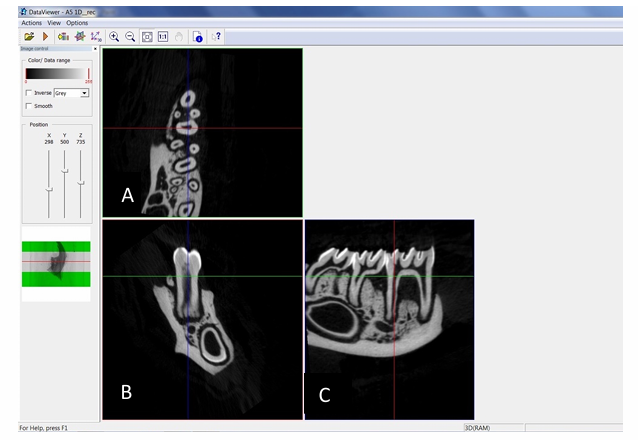 DataViewer - A5 1D_rec
Actions View Options
Image control
Color/ Data range
0 255
Inverse Grey
Smooth
Position
X Y Z
298 500 735
A
B
C
For Help, press F1
3D(RAM)